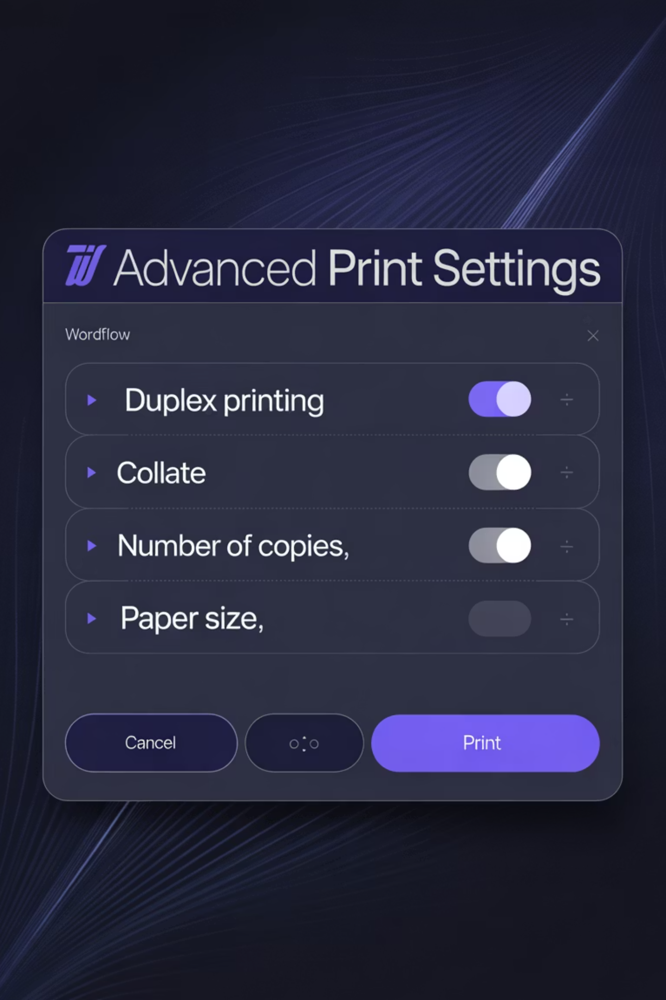 Advanced Print Settings
Wordflow
Duplex printing
Collate
Number of copies,
Paper size,
Cancel
Print